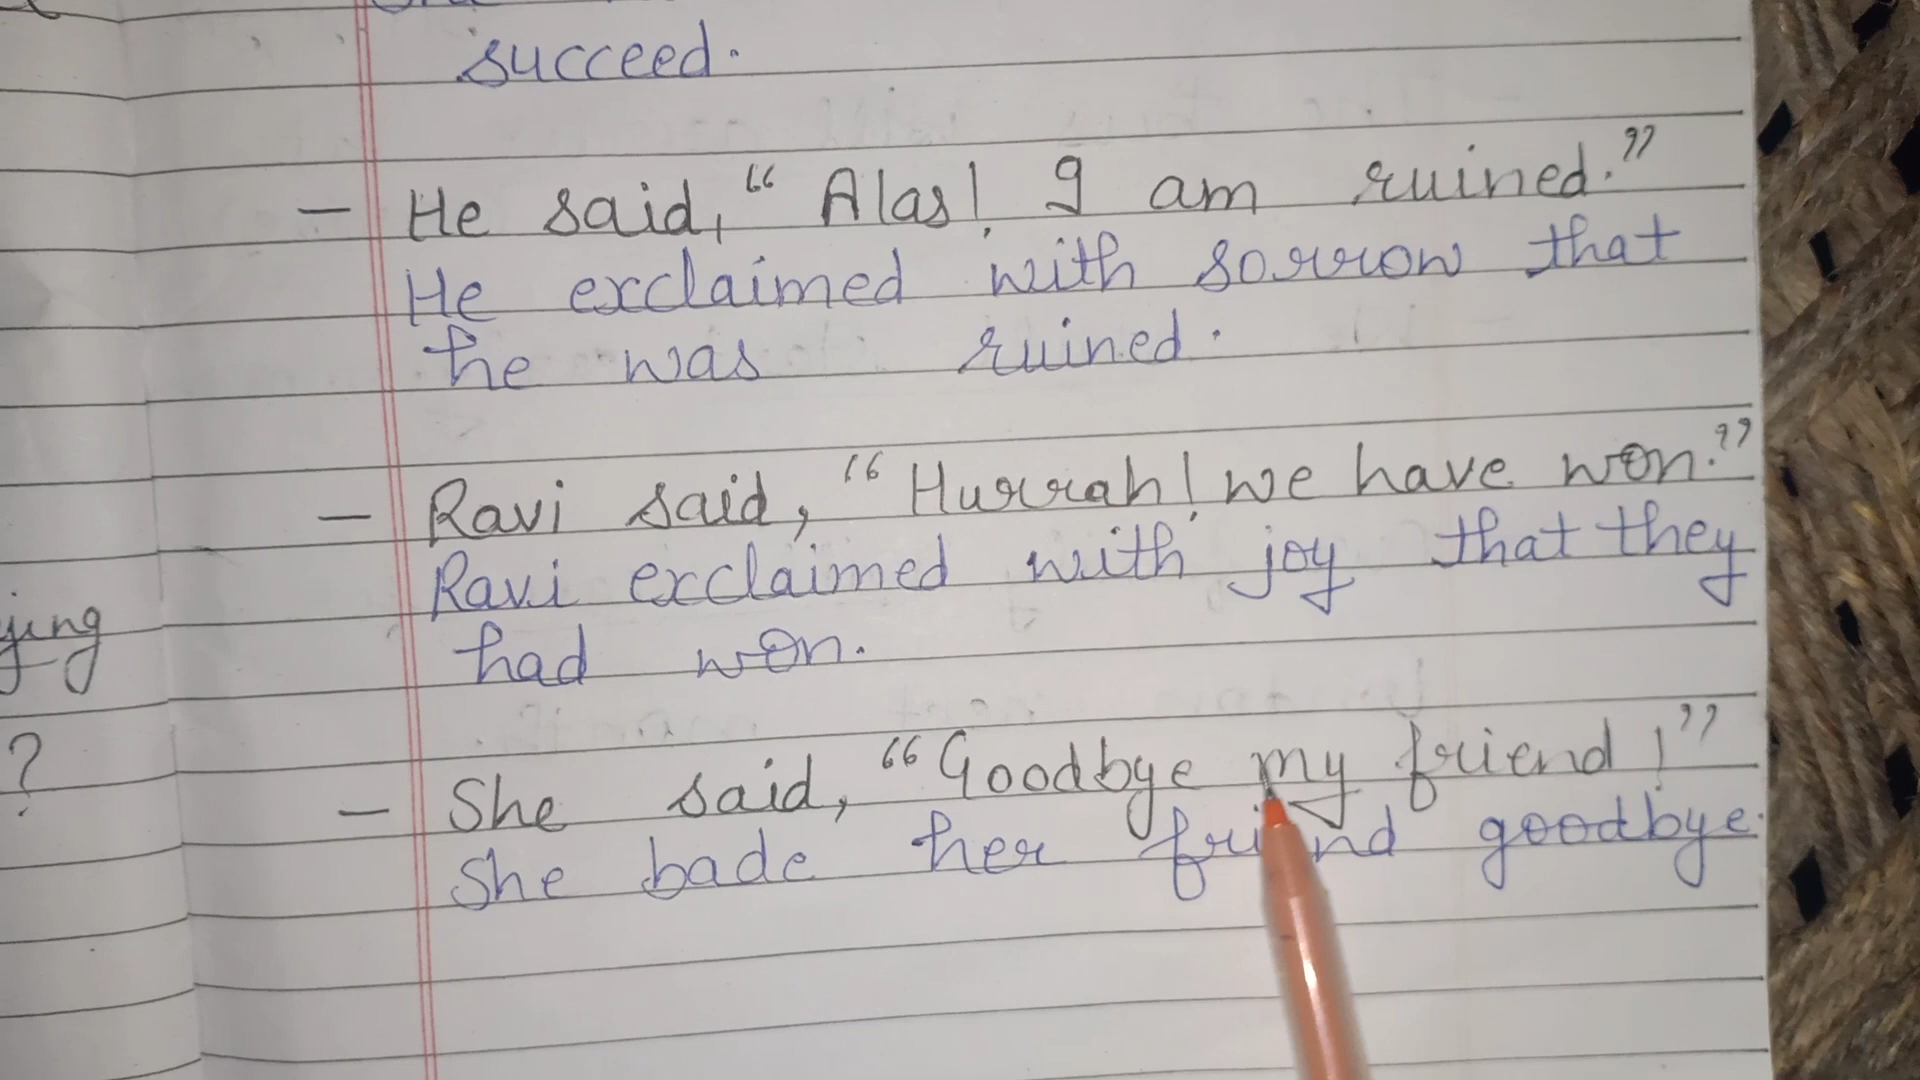 succeed.
- He said, "Alas! I am ruined."
He exclaimed with sorrow that
he was ruined.
- Ravi said, "Hurrah! we have won."
Ravi exclaimed with joy that they
had won.
ying
?
- She said, "Goodbye my friend!"
She bade her friend goodbye.